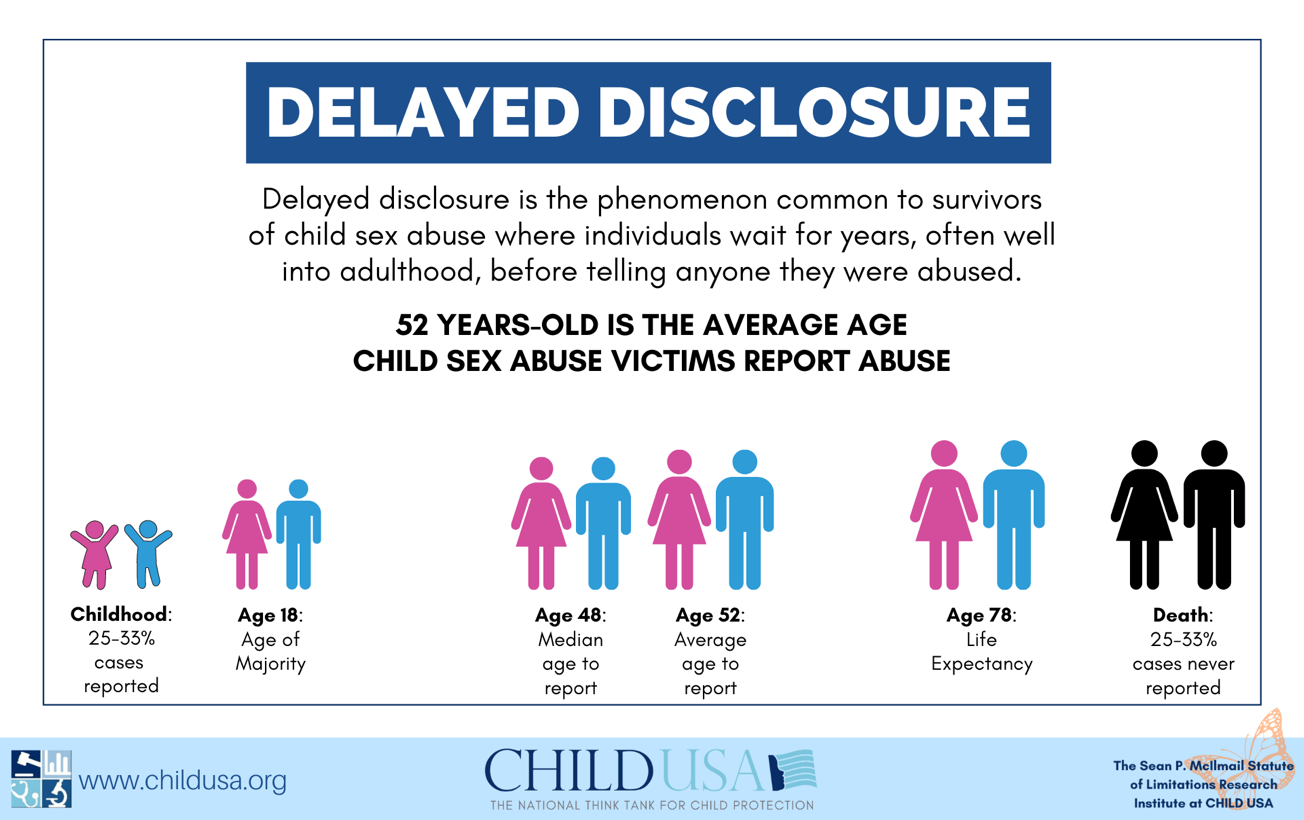 DELAYED DISCLOSURE
Delayed disclosure is the phenomenon common to survivors
of child sex abuse where individuals wait for years, often well
into adulthood, before telling anyone they were abused.
52 YEARS-OLD IS THE AVERAGE AGE
CHILD SEX ABUSE VICTIMS REPORT ABUSE
Childhood:
25-33%
cases
reported
Age 18:
Age of
Majority
Age 48:
Median
age to
report
Age 52:
Average
age to
report
Age 78:
Life
Expectancy
Death:
25-33%
cases never
reported
www.childusa.org
CHILD USA
THE NATIONAL THINK TANK FOR CHILD PROTECTION
The Sean P. McIlmail Statute
of Limitations Research
Institute at CHILD USA